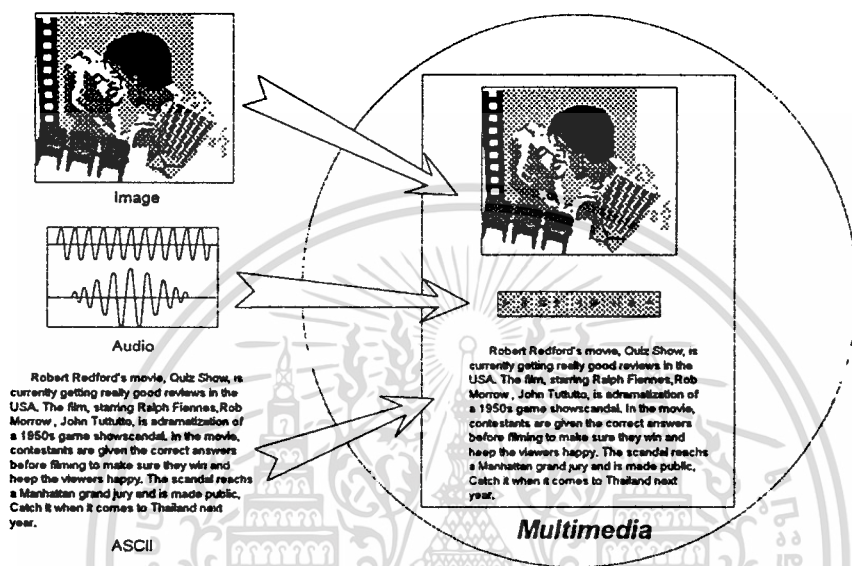 Image
Audio
Robert Redford's movie, Quiz Show, is
currently getting really good reviews in the
USA. The film, starring Ralph Fiennes,Rob
Morrow , John Tuttutto, is adramatization of
a 1950s game showscandal. In the movie,
contestants are given the correct answers
before filming to make sure they win and
heep the viewers happy. The scandal reachs
a Manhattan grand jury and is made public,
Catch it when it comes to Thailand next
year.
ASCII
Robert Redford's movie, Quiz Show, is
currently getting really good reviews in the
USA. The film, starring Ralph Fiennes,Rob
Morrow , John Tuttutto, is adramatization of
a 1950s game showscandal. In the movie,
contestants are given the correct answers
before filming to make sure they win and
heep the viewers happy. The scandal reachs
a Manhattan grand jury and is made public,
Catch it when it comes to Thailand next
year.
Multimedia